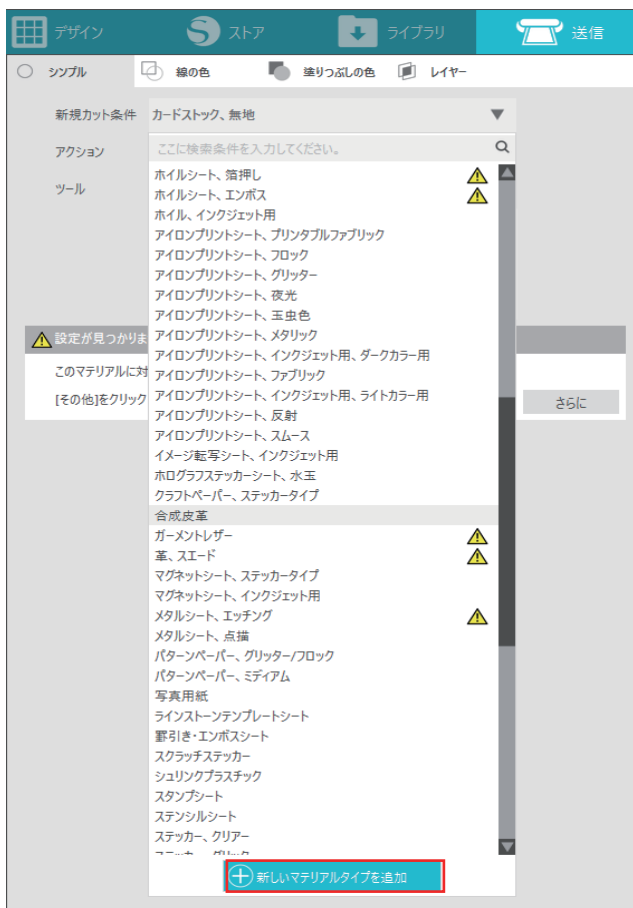 デザイン
ストア
ライブラリ
送信
シンプル
線の色
塗りつぶしの色
レイヤー
新規カット条件
カードストック、無地
アクション
ここに検索条件を入力してください。
ツール
ホイルシート、箔押し
ホイルシート、エンボス
ホイル、インクジェット用
アイロンプリントシート、プリンタブルファブリック
アイロンプリントシート、フロック
アイロンプリントシート、グリッター
アイロンプリントシート、夜光
アイロンプリントシート、玉虫色
設定が見つかりま
アイロンプリントシート、メタリック
アイロンプリントシート、インクジェット用、ダークカラー用
このマテリアルに対
アイロンプリントシート、ファブリック
[その他]をクリック
アイロンプリントシート、インクジェット用、ライトカラー用
さらに
アイロンプリントシート、反射
アイロンプリントシート、スムース
イメージ転写シート、インクジェット用
ホログラフステッカーシート、水玉
クラフトペーパー、ステッカータイプ
合成皮革
ガーメントレザー
革、スエード
マグネットシート、ステッカータイプ
マグネットシート、インクジェット用
メタルシート、エッチング
メタルシート、点描
パターンペーパー、グリッター/フロック
パターンペーパー、ミディアム
写真用紙
ラインストーンテンプレートシート
罫引き・エンボスシート
スクラッチステッカー
シュリンクプラスチック
スタンプシート
ステンシルシート
ステッカー、クリアー
新しいマテリアルタイプを追加